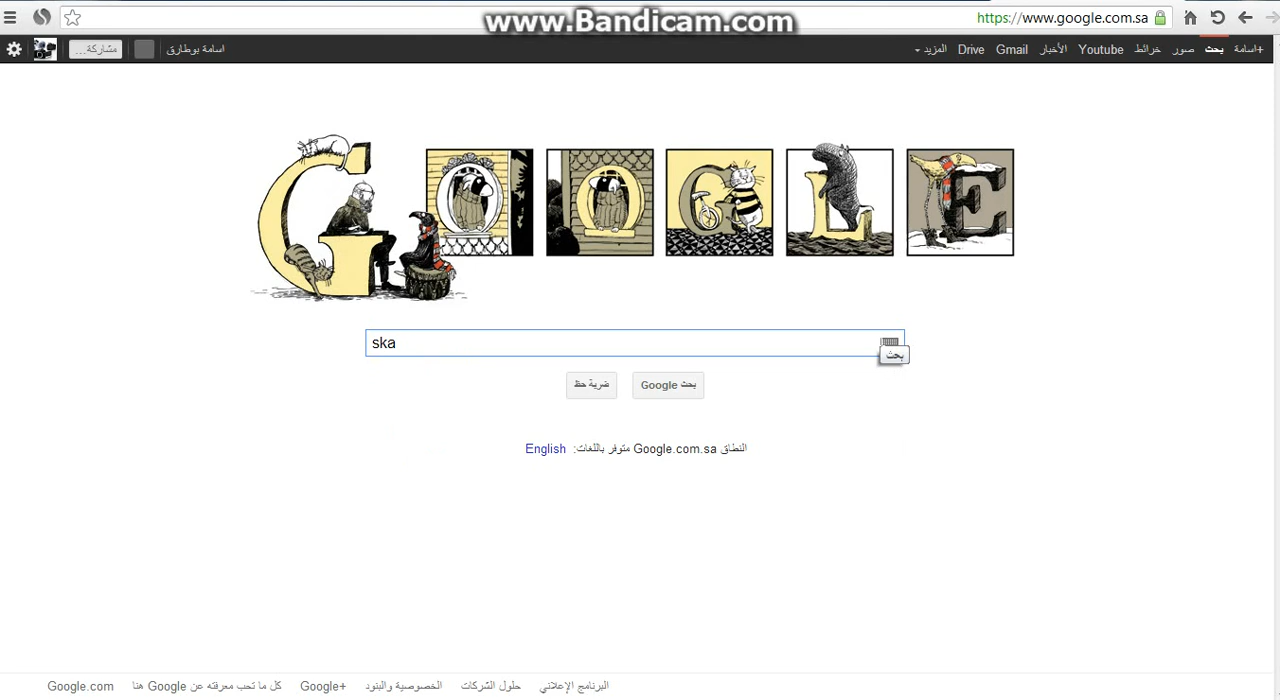 www.Bandicam.com
https://www.google.com.sa
+اسامة بحث صور خرائط Youtube الأخبار Gmail Drive المزيد
اسامة بوطارق
مشاركة...
GOOGLE
ska
بحث
بحث Google
ضربة حظ
النطاق Google.com.sa متوفر باللغات: English
البرنامج الإعلاني حلول الشركات الخصوصية والبنود Google+ كل ما تحب معرفته عن Google هنا Google.com